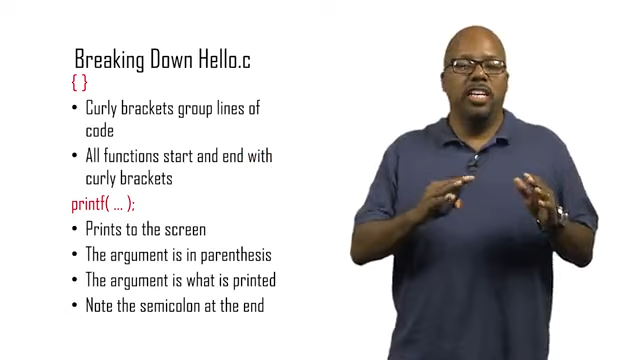 Breaking Down Hello.c
{ }
• Curly brackets group lines of
code
• All functions start and end with
curly brackets
printf( ... );
• Prints to the screen
• The argument is in parenthesis
• The argument is what is printed
• Note the semicolon at the end